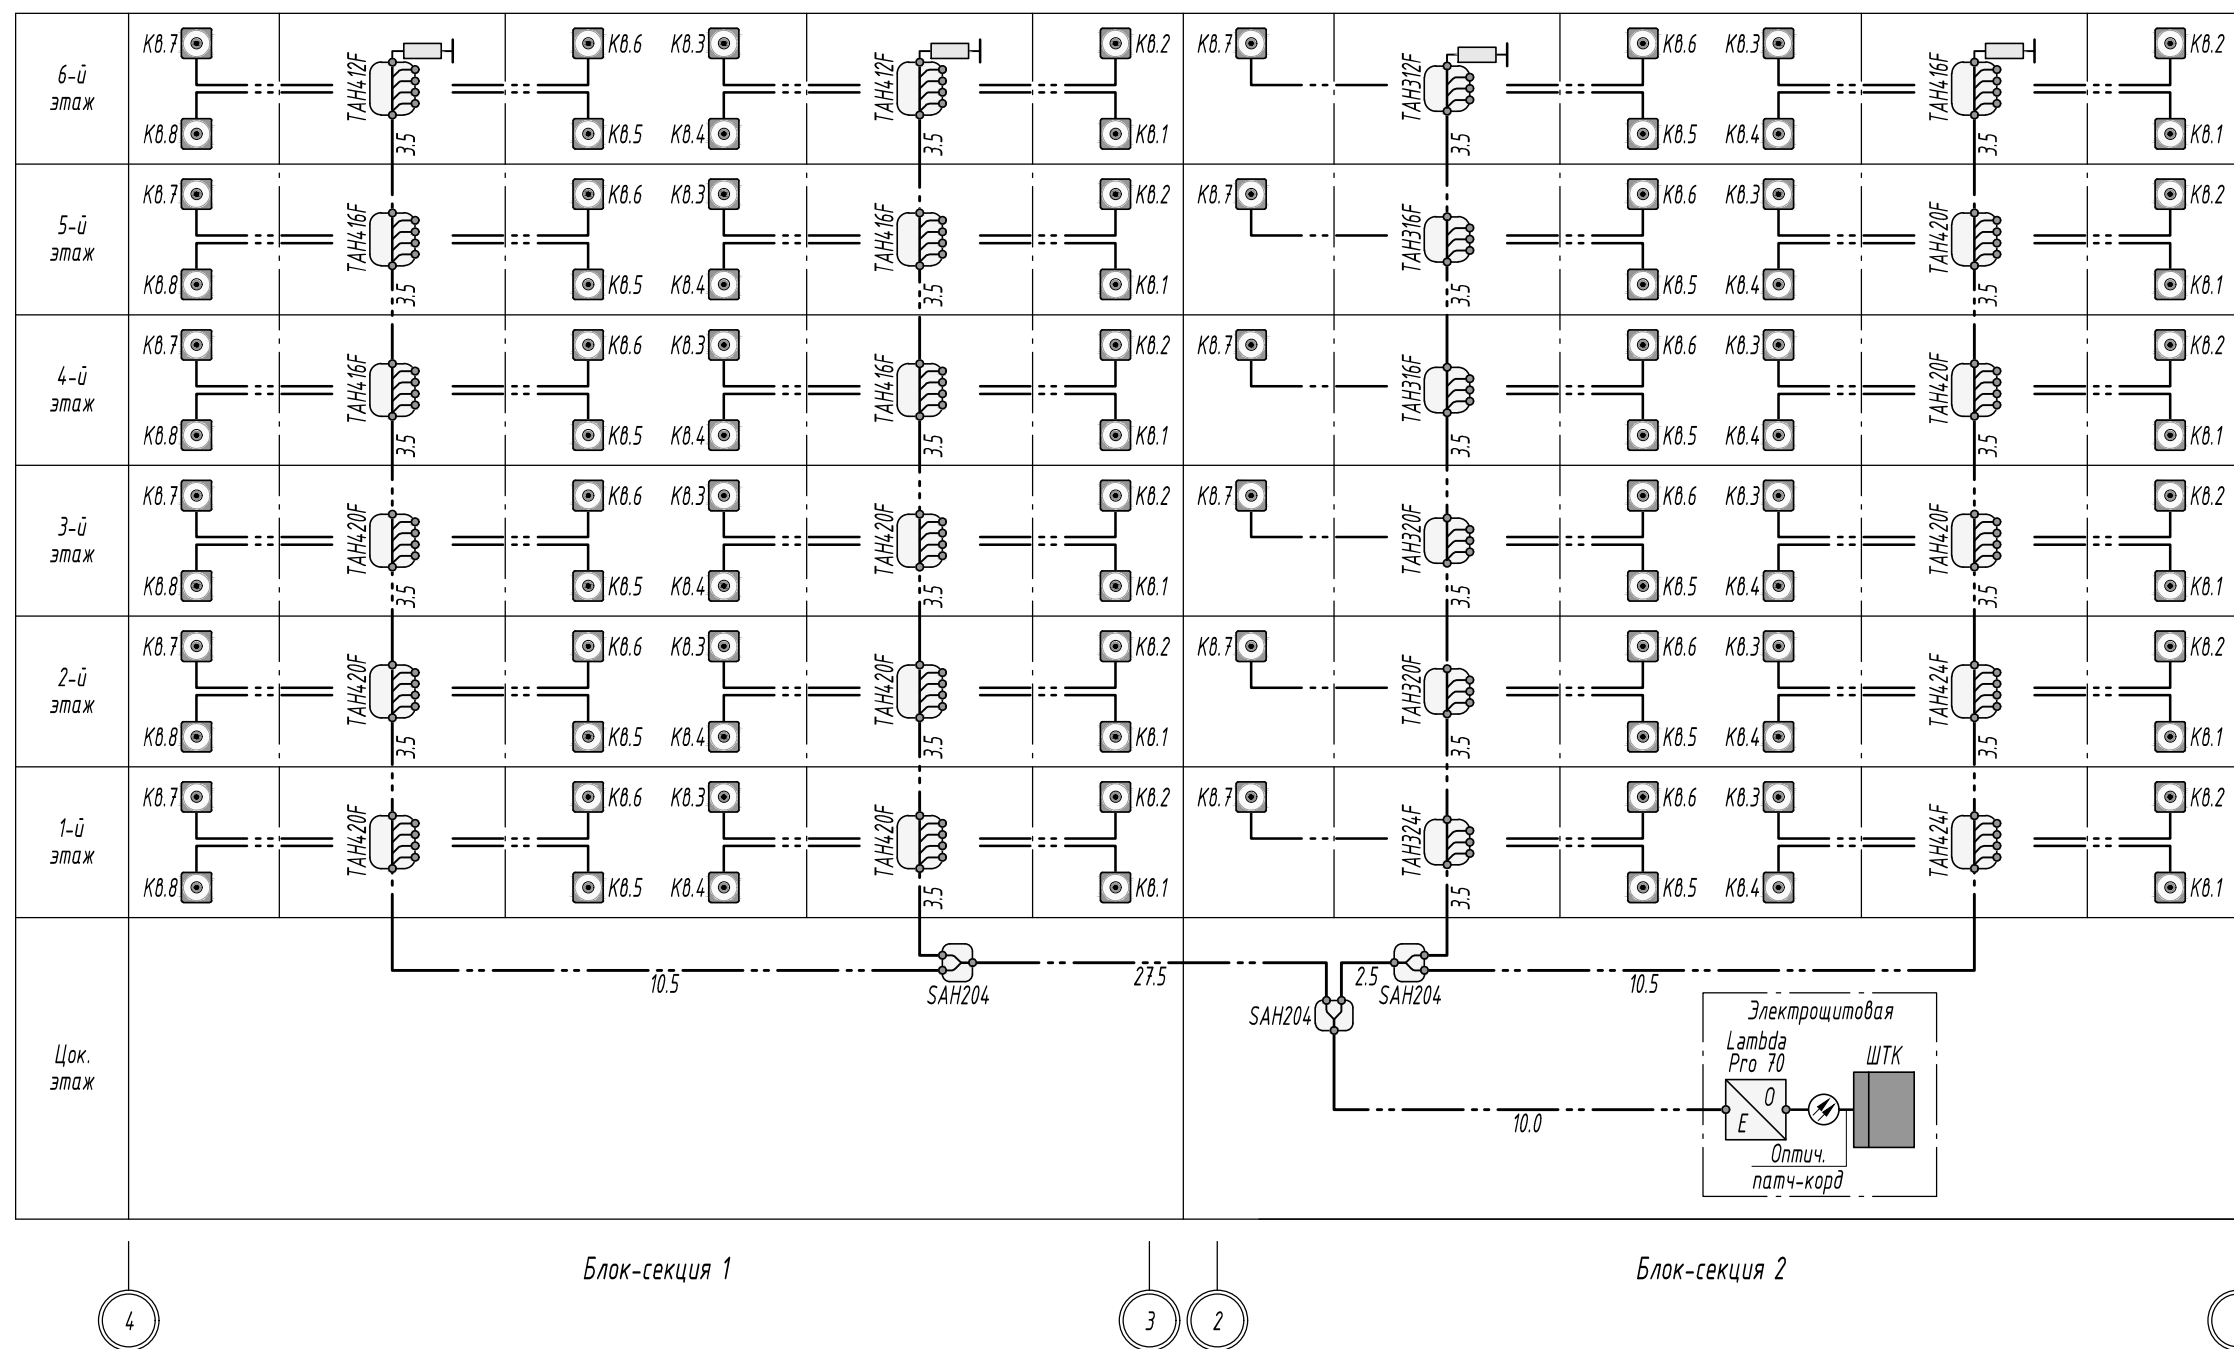 Кв.7 Кв.6 Кв.3 Кв.2 Кв.7 Кв.6 Кв.3 Кв.2
6-й
этаж
TAH412F TAH412F TAH312F TAH416F
Кв.8 3.5 Кв.5 Кв.4 3.5 Кв.1 3.5 Кв.5 Кв.4 3.5 Кв.1
Кв.7 Кв.6 Кв.3 Кв.2 Кв.7 Кв.6 Кв.3 Кв.2
5-й
этаж
TAH416F TAH416F TAH316F TAH420F
Кв.8 3.5 Кв.5 Кв.4 3.5 Кв.1 3.5 Кв.5 Кв.4 3.5 Кв.1
Кв.7 Кв.6 Кв.3 Кв.2 Кв.7 Кв.6 Кв.3 Кв.2
4-й
этаж
TAH416F TAH416F TAH316F TAH420F
Кв.8 3.5 Кв.5 Кв.4 3.5 Кв.1 3.5 Кв.5 Кв.4 3.5 Кв.1
Кв.7 Кв.6 Кв.3 Кв.2 Кв.7 Кв.6 Кв.3 Кв.2
3-й
этаж
TAH420F TAH420F TAH320F TAH420F
Кв.8 3.5 Кв.5 Кв.4 3.5 Кв.1 3.5 Кв.5 Кв.4 3.5 Кв.1
Кв.7 Кв.6 Кв.3 Кв.2 Кв.7 Кв.6 Кв.3 Кв.2
2-й
этаж
TAH420F TAH420F TAH320F TAH424F
Кв.8 3.5 Кв.5 Кв.4 3.5 Кв.1 3.5 Кв.5 Кв.4 3.5 Кв.1
Кв.7 Кв.6 Кв.3 Кв.2 Кв.7 Кв.6 Кв.3 Кв.2
1-й
этаж
TAH420F TAH420F TAH324F TAH424F
Кв.8 Кв.5 Кв.4 3.5 Кв.1 3.5 Кв.5 Кв.4 Кв.1
10.5 27.5 2.5 10.5
SAH204 SAH204
SAH204
Электрощитовая
Цок.
этаж
Lambda
Pro 70
ШТК
O
E
10.0
Оптич.
патч-корд
Блок-секция 1 Блок-секция 2
4 3 2